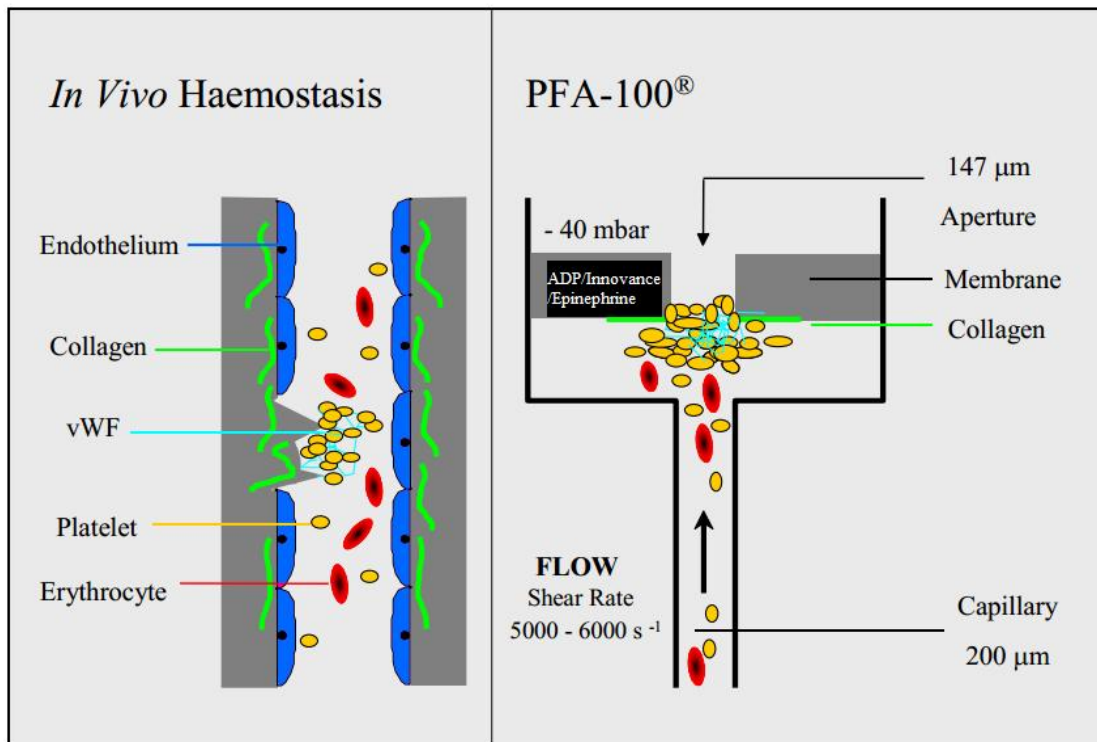 In Vivo Haemostasis
Endothelium
Collagen
vWF
Platelet
Erythrocyte
PFA-100®
147 μm
Aperture
- 40 mbar
ADP/Innovance
/Epinephrine
Membrane
Collagen
FLOW
Shear Rate
5000 - 6000 s -1
Capillary
200 μm